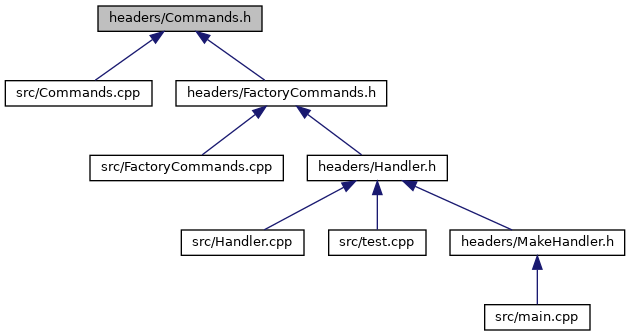 headers/Commands.h
src/Commands.cpp
headers/FactoryCommands.h
src/FactoryCommands.cpp
headers/Handler.h
src/Handler.cpp
src/test.cpp
headers/MakeHandler.h
src/main.cpp